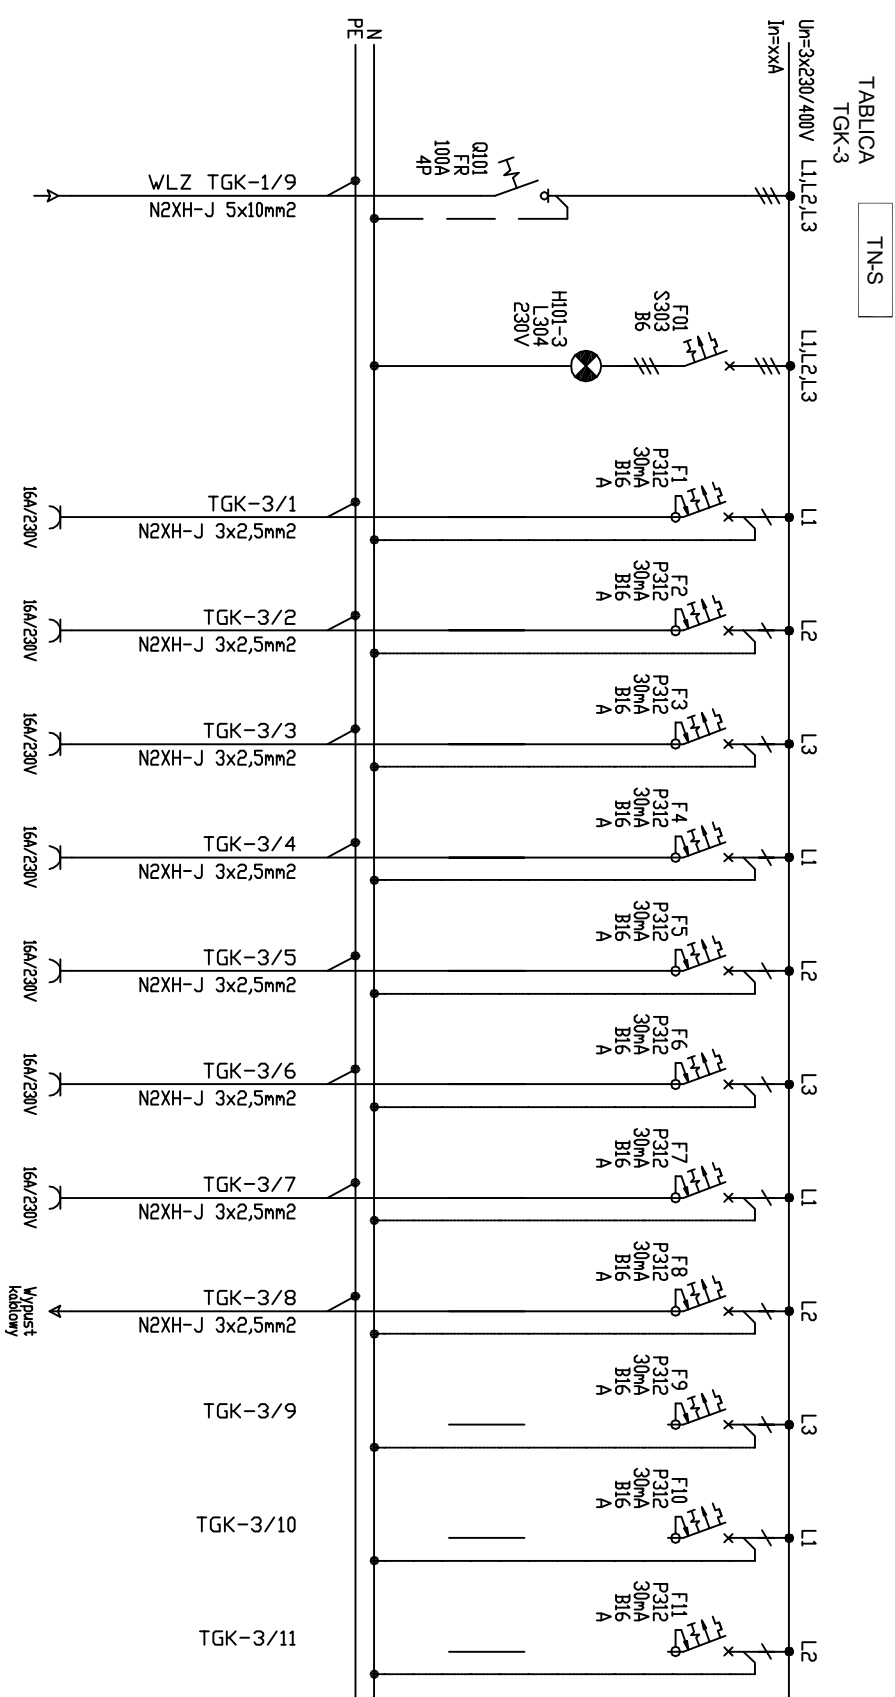 TABLICA
TGK-3
TN-S
Un=3x230/400V
In=xxA
N
PE
L1,L2,L3
Q101
FR
100A
4P
WLZ TGK-1/9
N2XH-J 5x10mm2
L1,L2,L3
F01
S303
B6
H101-3
L304
230V
L1
F1
P312
30mA
B16
A
TGK-3/1
N2XH-J 3x2,5mm2
16A/230V
L2
F2
P312
30mA
B16
A
TGK-3/2
N2XH-J 3x2,5mm2
16A/230V
L3
F3
P312
30mA
B16
A
TGK-3/3
N2XH-J 3x2,5mm2
16A/230V
L1
F4
P312
30mA
B16
A
TGK-3/4
N2XH-J 3x2,5mm2
16A/230V
L2
F5
P312
30mA
B16
A
TGK-3/5
N2XH-J 3x2,5mm2
16A/230V
L3
F6
P312
30mA
B16
A
TGK-3/6
N2XH-J 3x2,5mm2
16A/230V
L1
F7
P312
30mA
B16
A
TGK-3/7
N2XH-J 3x2,5mm2
16A/230V
L2
F8
P312
30mA
B16
A
TGK-3/8
N2XH-J 3x2,5mm2
Wypust
kablowy
L3
F9
P312
30mA
B16
A
TGK-3/9
L1
F10
P312
30mA
B16
A
TGK-3/10
L2
F11
P312
30mA
B16
A
TGK-3/11